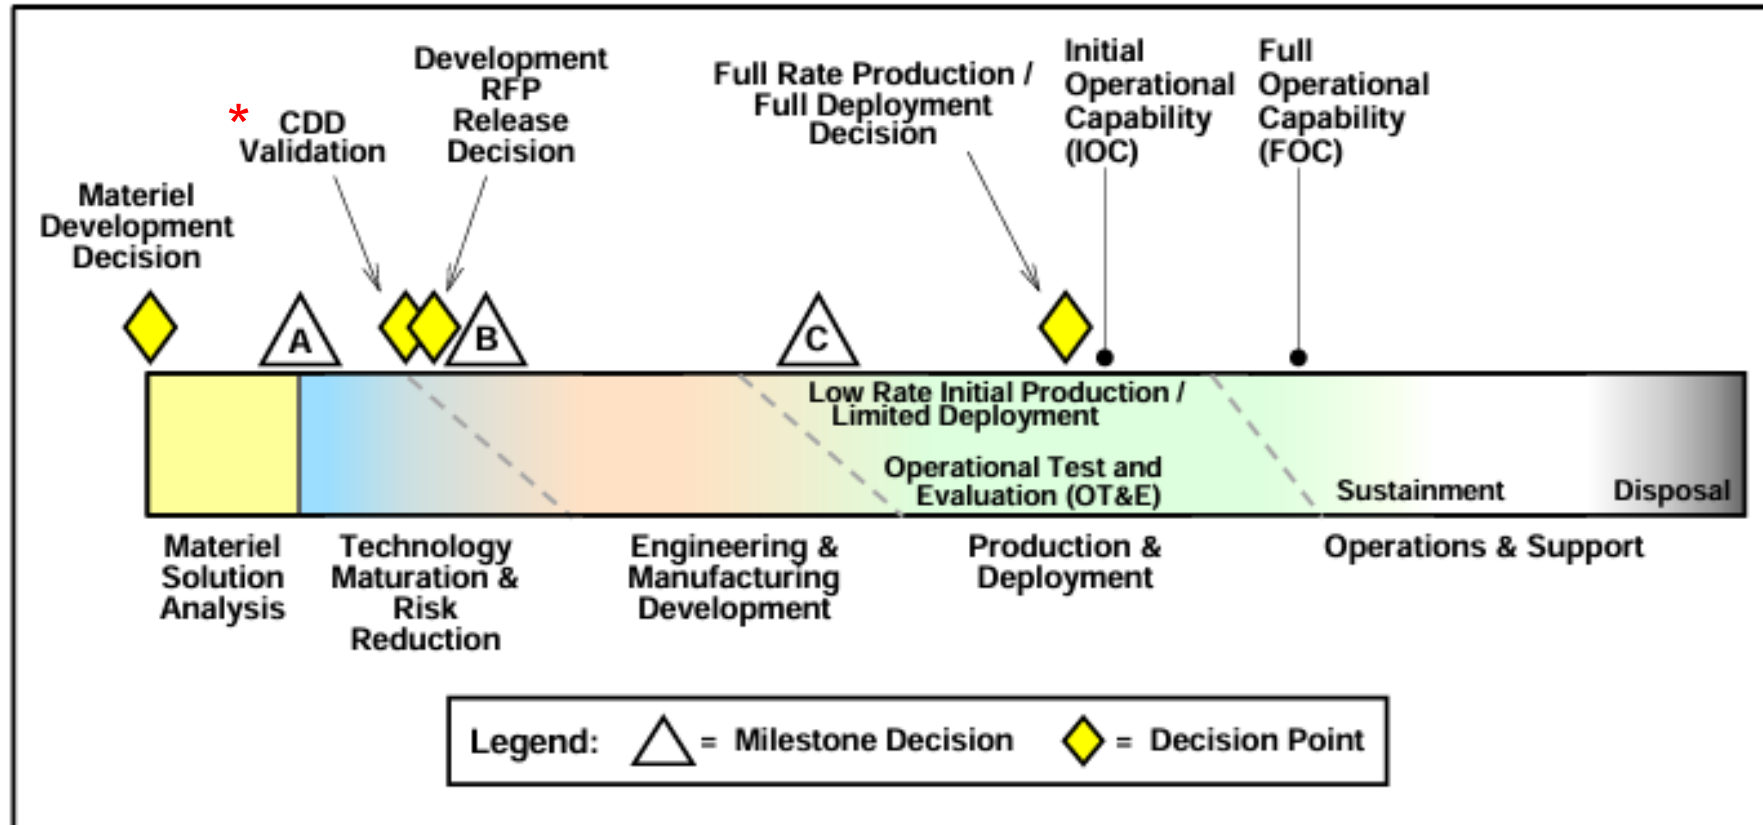 Materiel
Development
Decision
*
CDD
Validation
Development
RFP
Release
Decision
Full Rate Production /
Full Deployment
Decision
Initial
Operational
Capability
(IOC)
Full
Operational
Capability
(FOC)
A
B
C
Low Rate Initial Production /
Limited Deployment
Operational Test and
Evaluation (OT&E)
Sustainment
Disposal
Materiel
Solution
Analysis
Technology
Maturation &
Risk
Reduction
Engineering &
Manufacturing
Development
Production &
Deployment
Operations & Support
Legend: = Milestone Decision = Decision Point